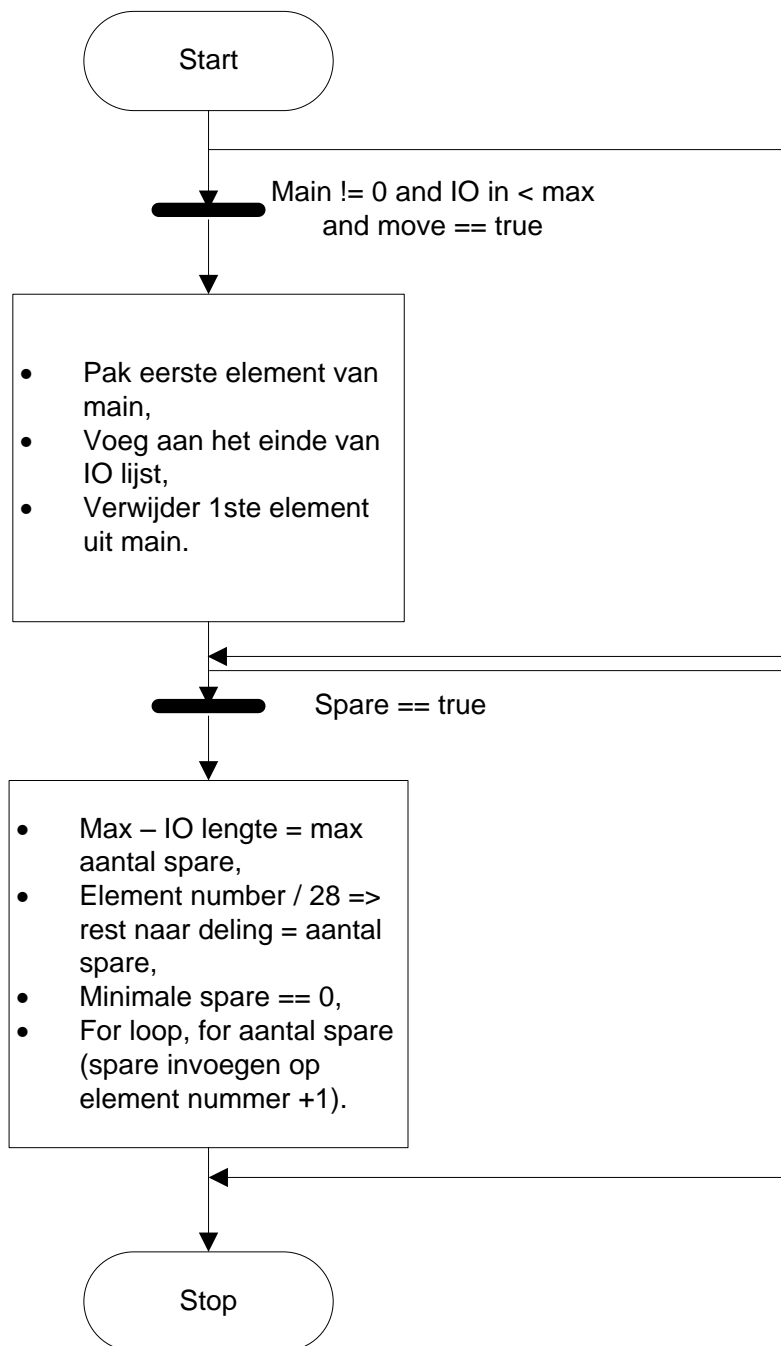 Start
Main != 0 and IO in < max
and move == true
• Pak eerste element van
main,
• Voeg aan het einde van
IO lijst,
• Verwijder 1ste element
uit main.
Spare == true
• Max – IO lengte = max
aantal spare,
• Element number / 28 =>
rest naar deling = aantal
spare,
• Minimale spare == 0,
• For loop, for aantal spare
(spare invoegen op
element nummer +1).
Stop